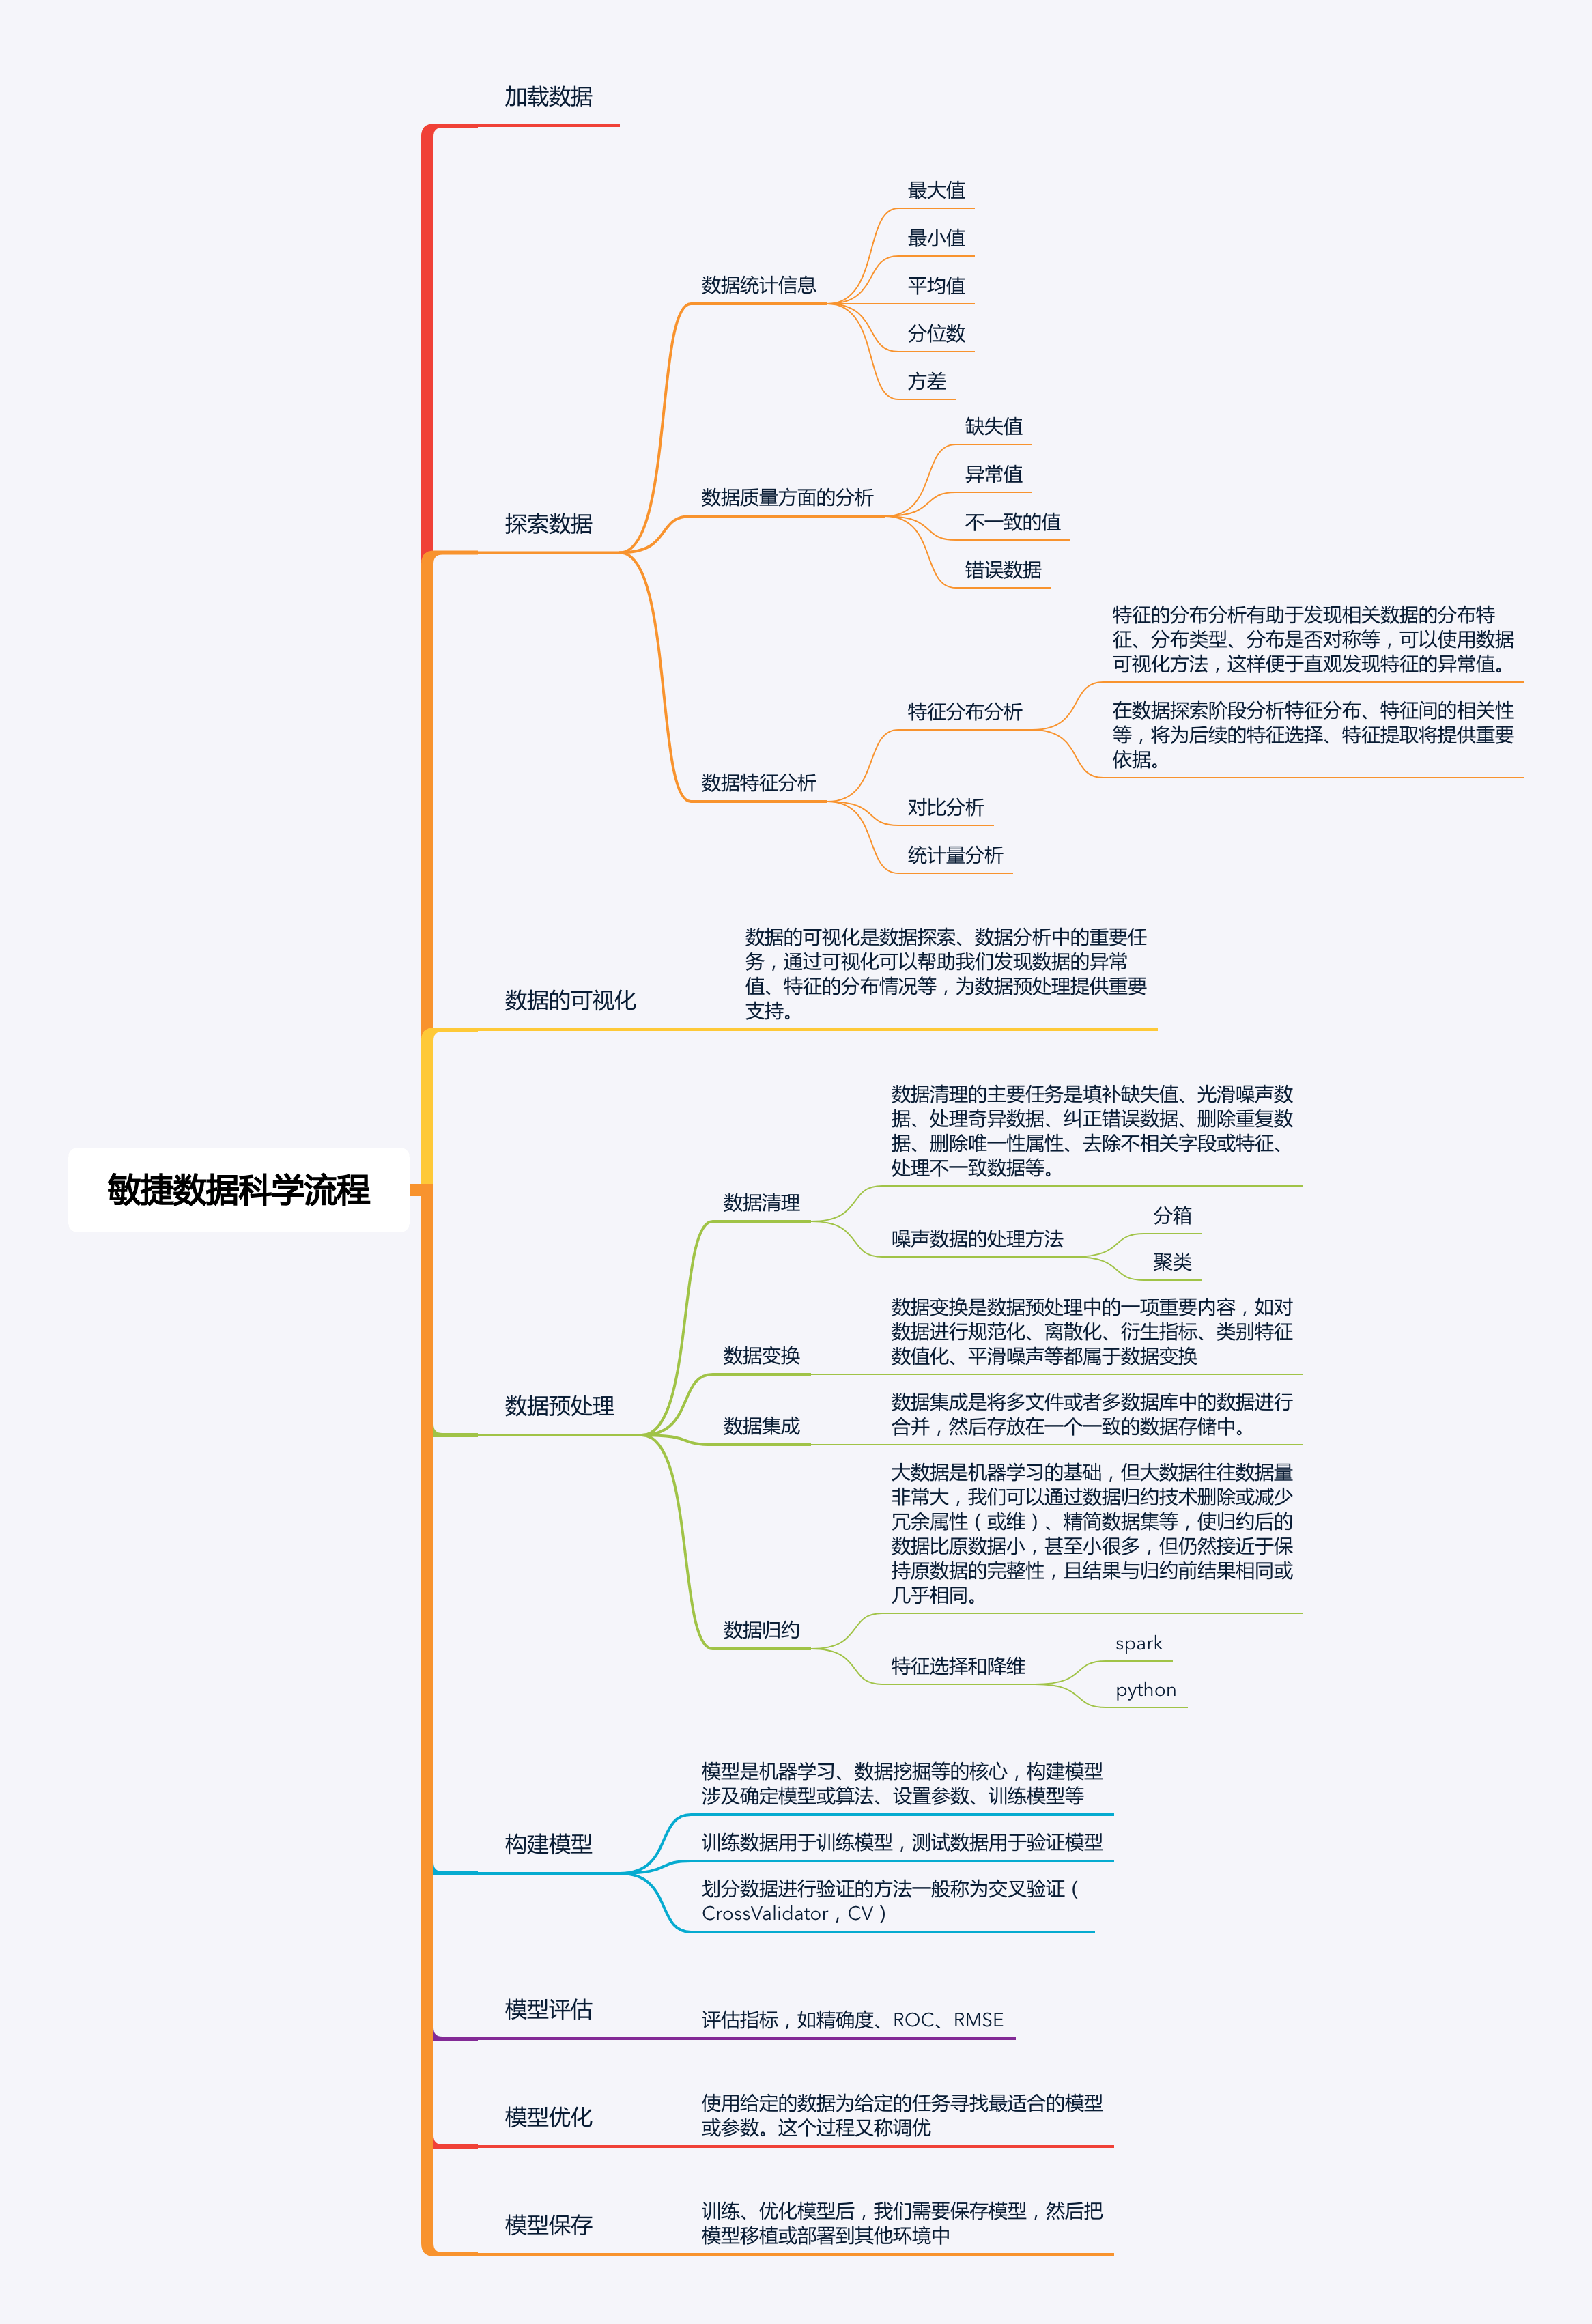 加载数据
最大值
最小值
数据统计信息
平均值
分位数
方差
缺失值
异常值
数据质量方面的分析
不一致的值
错误数据
探索数据
特征的分布分析有助于发现相关数据的分布特
征、分布类型、分布是否对称等，可以使用数据
可视化方法，这样便于直观发现特征的异常值。
特征分布分析
在数据探索阶段分析特征分布、特征间的相关性
等，将为后续的特征选择、特征提取将提供重要
依据。
数据特征分析
对比分析
统计量分析
数据的可视化
数据的可视化是数据探索、数据分析中的重要任
务，通过可视化可以帮助我们发现数据的异常
值、特征的分布情况等，为数据预处理提供重要
支持。
敏捷数据科学流程
数据清理的主要任务是填补缺失值、光滑噪声数
据、处理奇异数据、纠正错误数据、删除重复数
据、删除唯一性属性、去除不相关字段或特征、
处理不一致数据等。
数据清理
噪声数据的处理方法
分箱
聚类
数据变换
数据变换是数据预处理中的一项重要内容，如对
数据进行规范化、离散化、衍生指标、类别特征
数值化、平滑噪声等都属于数据变换
数据预处理
数据集成
数据集成是将多文件或者多数据库中的数据进行
合并，然后存放在一个一致的数据存储中。
大数据是机器学习的基础，但大数据往往数据量
非常大，我们可以通过数据归约技术删除或减少
冗余属性（或维）、精简数据集等，使归约后的
数据比原数据小，甚至小很多，但仍然接近于保
持原数据的完整性，且结果与归约前结果相同或
几乎相同。
数据归约
特征选择和降维
spark
python
模型是机器学习、数据挖掘等的核心，构建模型
涉及确定模型或算法、设置参数、训练模型等
构建模型
训练数据用于训练模型，测试数据用于验证模型
划分数据进行验证的方法一般称为交叉验证（
CrossValidator，CV）
模型评估
评估指标，如精确度、ROC、RMSE
模型优化
使用给定的数据为给定的任务寻找最适合的模型
或参数。这个过程又称调优
模型保存
训练、优化模型后，我们需要保存模型，然后把
模型移植或部署到其他环境中